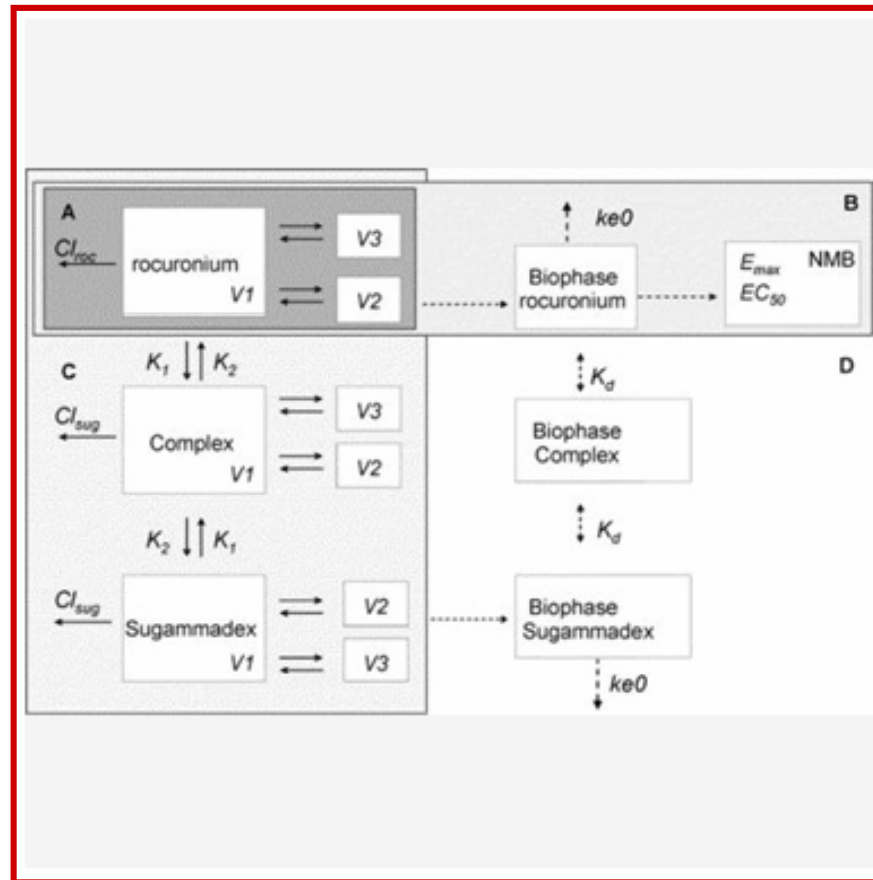 A
B
ke0
Cl_roc
rocuronium
V1
V3
V2
Biophase
rocuronium
E_max
EC_50
NMB
K_1
K_2
C
D
K_d
Cl_sug
Complex
V1
V3
V2
Biophase
Complex
K_2
K_1
K_d
Cl_sug
Sugammadex
V1
V2
V3
Biophase
Sugammadex
ke0